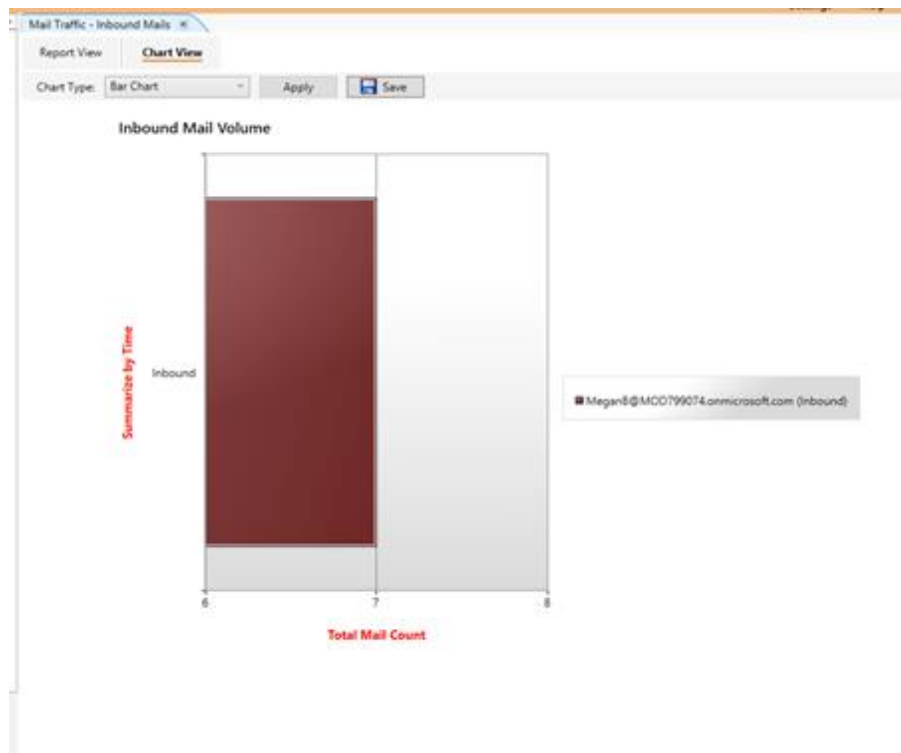 Mail Traffic - Inbound Mails
Report View Chart View
Chart Type: Bar Chart Apply Save
Inbound Mail Volume
Summarize by Time
Inbound
MeganB@MOD799074.onmicrosoft.com (Inbound)
6 7 8
Total Mail Count